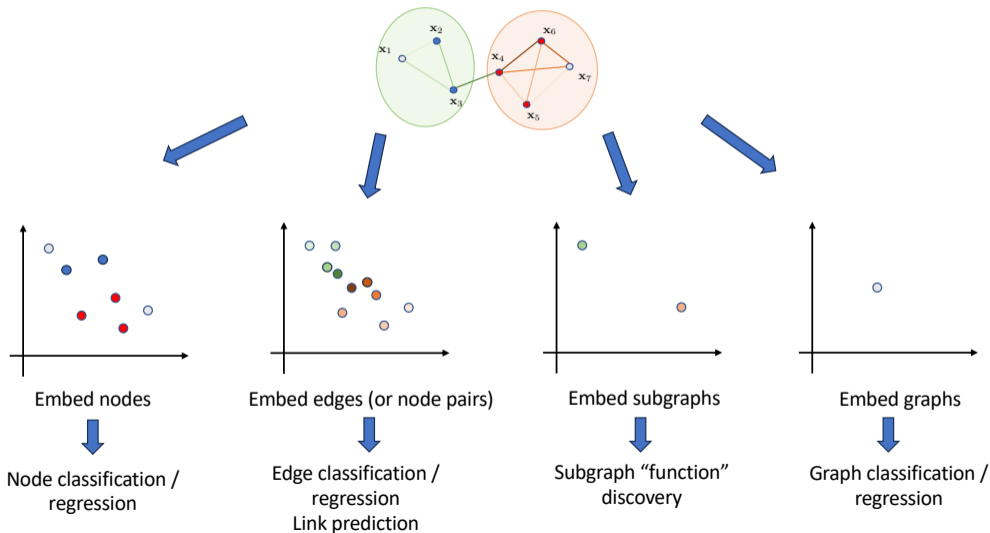 x1
x2
x3
x4
x5
x6
x7
Embed nodes
Embed edges (or node pairs)
Embed subgraphs
Embed graphs
Node classification /
regression
Edge classification /
regression
Link prediction
Subgraph “function”
discovery
Graph classification /
regression